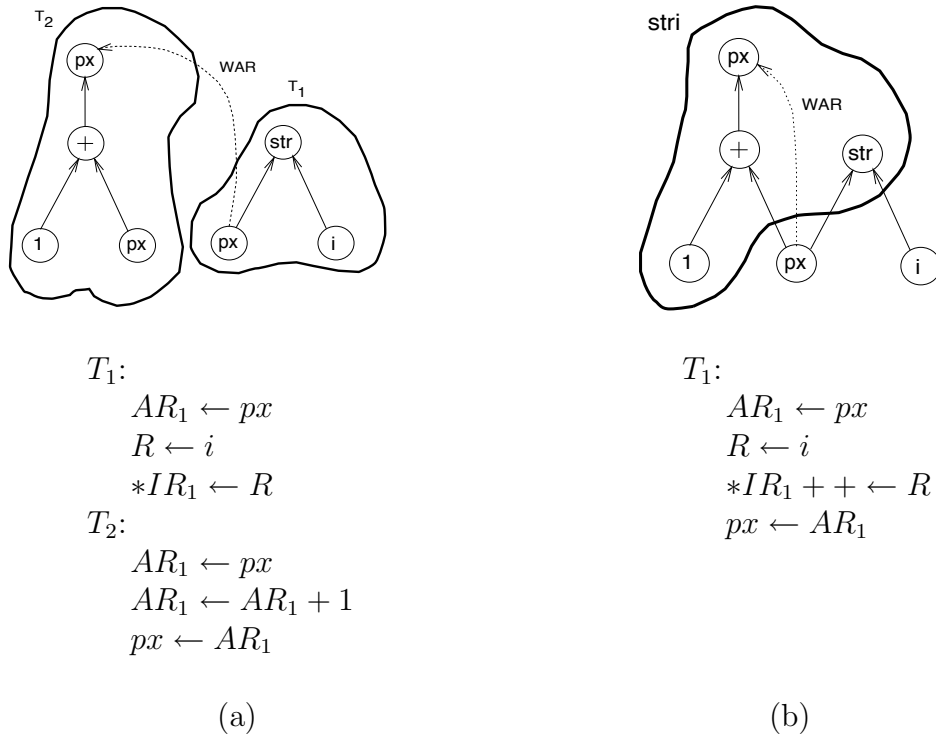 T2
px
WAR
+
1
px
T1
str
px
i
T1:
AR1 ← px
R ← i
*IR1 ← R
T2:
AR1 ← px
AR1 ← AR1 + 1
px ← AR1
(a)
stri
px
WAR
+
str
1
px
i
T1:
AR1 ← px
R ← i
*IR1 + + ← R
px ← AR1
(b)